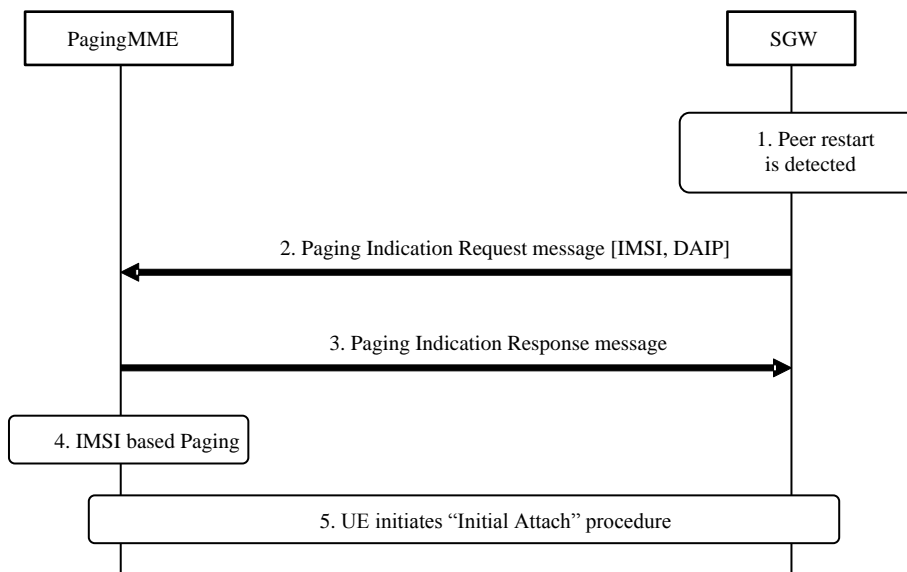 PagingMME
SGW
1. Peer restart
is detected
2. Paging Indication Request message [IMSI, DAIP]
3. Paging Indication Response message
4. IMSI based Paging
5. UE initiates “Initial Attach” procedure